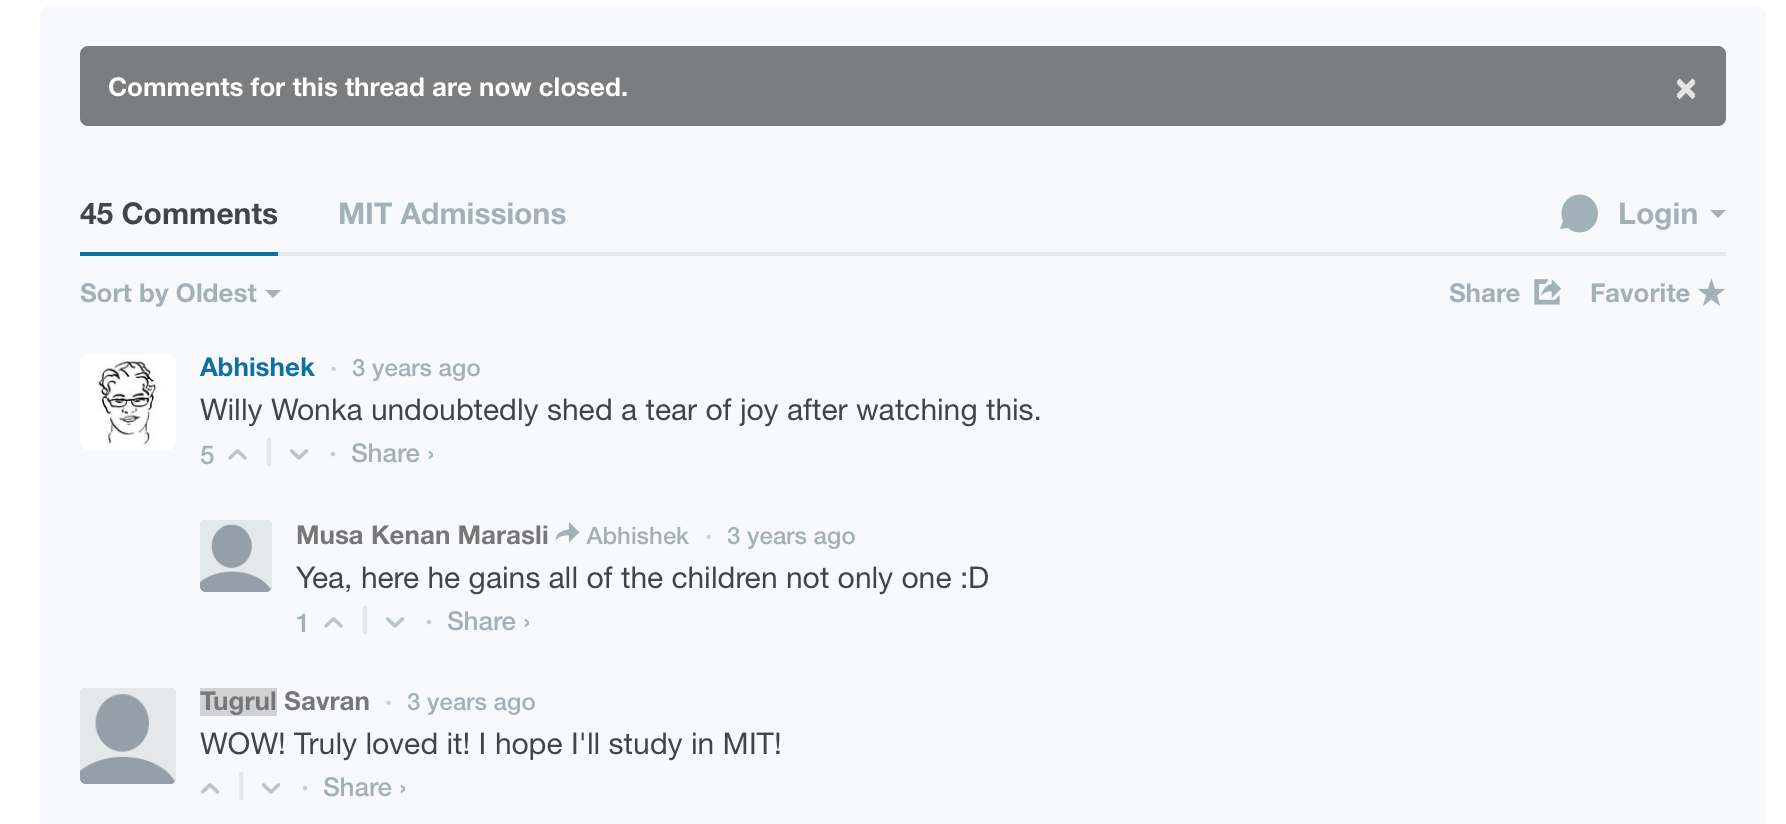 Comments for this thread are now closed.
45 Comments MIT Admissions Login
Sort by Oldest Share Favorite
Abhishek · 3 years ago
Willy Wonka undoubtedly shed a tear of joy after watching this.
5 · Share ›
Musa Kenan Marasli Abhishek · 3 years ago
Yea, here he gains all of the children not only one :D
1 · Share ›
Tugrul Savran · 3 years ago
WOW! Truly loved it! I hope I'll study in MIT!
· Share ›